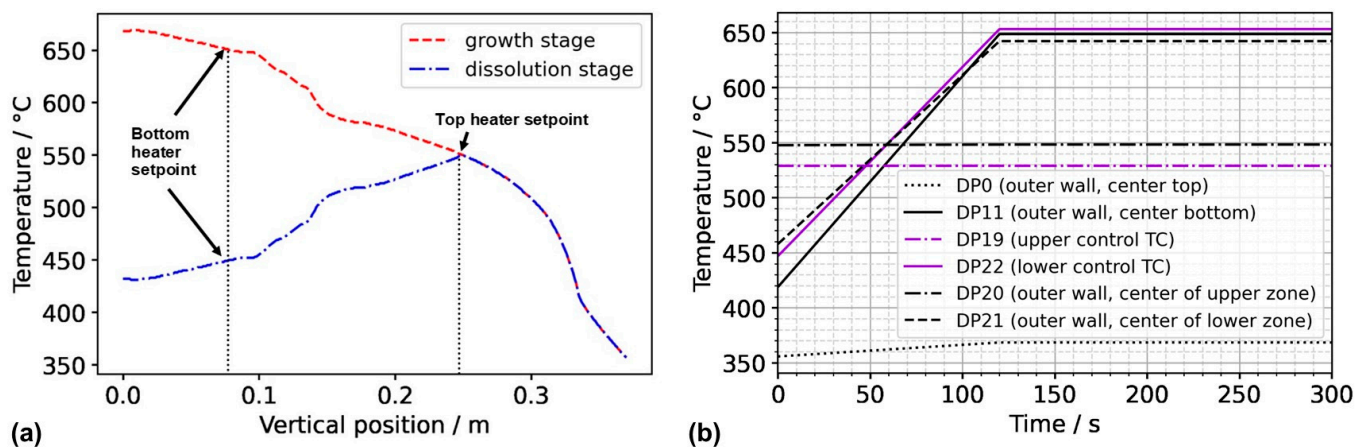 650
600
550
500
450
400
350
Temperature / °C
growth stage
dissolution stage
Bottom
heater
setpoint
Top heater setpoint
0.0 0.1 0.2 0.3
Vertical position / m
(a)
650
600
550
500
450
400
350
Temperature / °C
DP0 (outer wall, center top)
DP11 (outer wall, center bottom)
DP19 (upper control TC)
DP22 (lower control TC)
DP20 (outer wall, center of upper zone)
DP21 (outer wall, center of lower zone)
0 50 100 150 200 250 300
Time / s
(b)